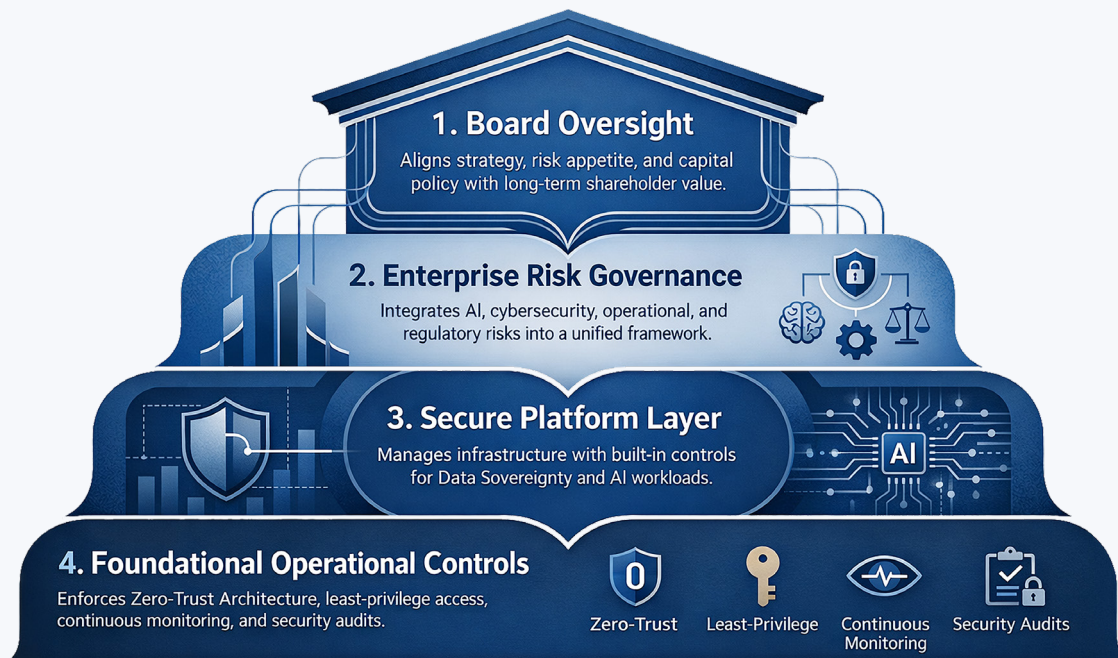 1. Board Oversight
Aligns strategy, risk appetite, and capital
policy with long-term shareholder value.
2. Enterprise Risk Governance
Integrates AI, cybersecurity, operational, and
regulatory risks into a unified framework.
3. Secure Platform Layer
Manages infrastructure with built-in controls
for Data Sovereignty and AI workloads.
AI
4. Foundational Operational Controls
Enforces Zero-Trust Architecture, least-privilege access,
continuous monitoring, and security audits.
0
Zero-Trust
Least-Privilege
Continuous
Monitoring
Security Audits